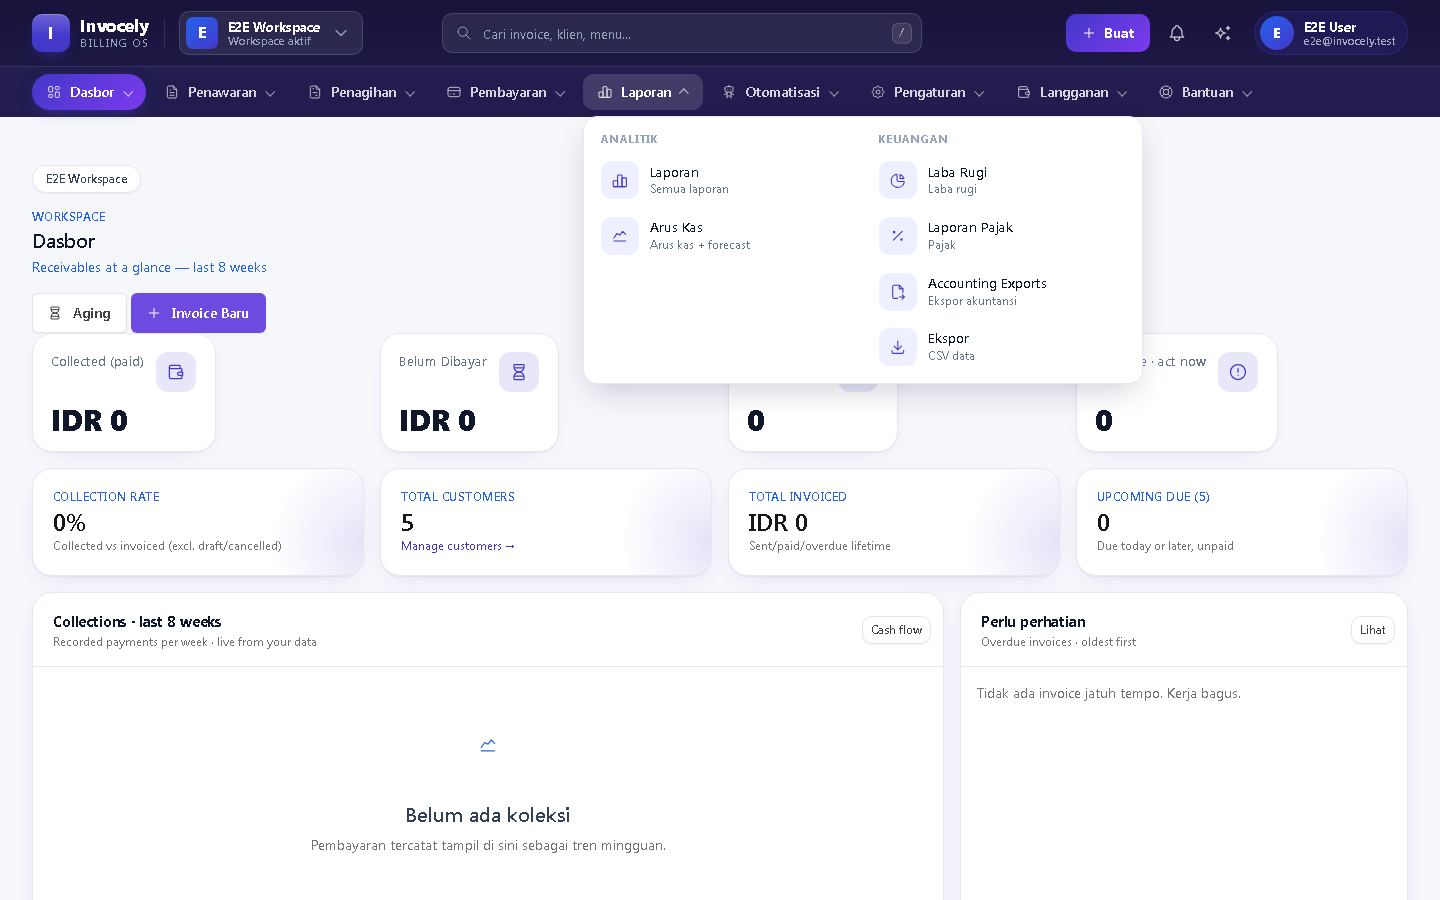 I
Invocely
BILLING OS
E
E2E Workspace
Workspace aktif
Cari invoice, klien, menu...
/
+ Buat
E
E2E User
e2e@invocely.test
Dasbor
Penawaran
Penagihan
Pembayaran
Laporan
Otomatisasi
Pengaturan
Langganan
Bantuan
ANALITIK
Laporan
Semua laporan
Arus Kas
Arus kas + forecast
KEUANGAN
Laba Rugi
Laba rugi
Laporan Pajak
Pajak
Accounting Exports
Ekspor akuntansi
Ekspor
CSV data
E2E Workspace
WORKSPACE
Dasbor
Receivables at a glance — last 8 weeks
Aging
+ Invoice Baru
Collected (paid)
IDR 0
Belum Dibayar
IDR 0
0
· act now
0
COLLECTION RATE
0%
Collected vs invoiced (excl. draft/cancelled)
TOTAL CUSTOMERS
5
Manage customers →
TOTAL INVOICED
IDR 0
Sent/paid/overdue lifetime
UPCOMING DUE (5)
0
Due today or later, unpaid
Collections · last 8 weeks
Recorded payments per week · live from your data
Cash flow
Belum ada koleksi
Pembayaran tercatat tampil di sini sebagai tren mingguan.
Perlu perhatian
Overdue invoices · oldest first
Lihat
Tidak ada invoice jatuh tempo. Kerja bagus.